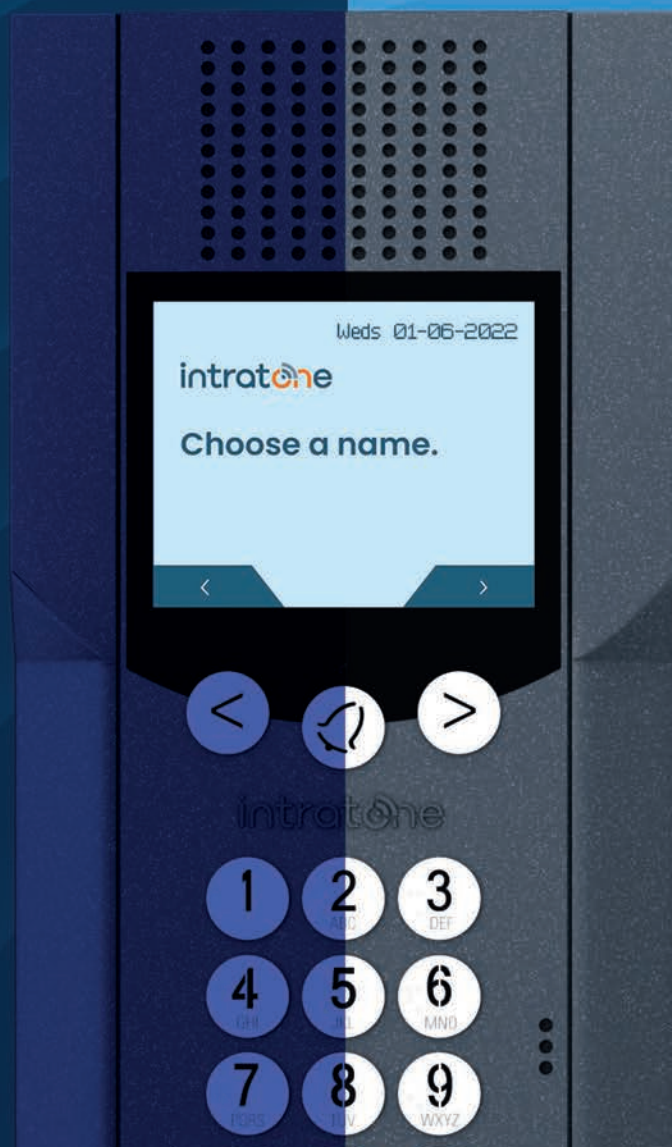 Weds 01-06-2022
intratone
Choose a name.
< >
< >
intratone
1 2 3
ABC DEF
4 5 6
GHI JKL MNO
7 8 9
PQRS TUV WXYZ